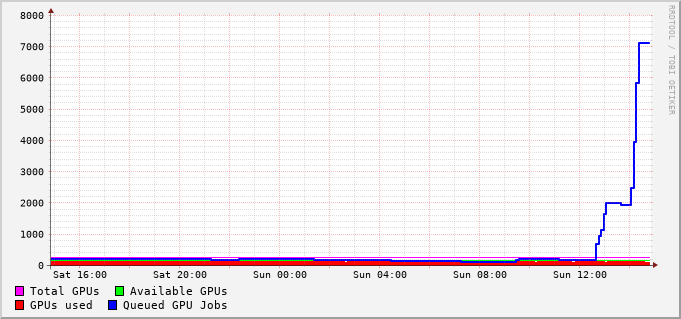 8000
7000
6000
5000
4000
3000
2000
1000
0
Sat 16:00 Sat 20:00 Sun 00:00 Sun 04:00 Sun 08:00 Sun 12:00
Total GPUs Available GPUs
GPUs used Queued GPU Jobs
RRDTOOL / TOBI OETIKER